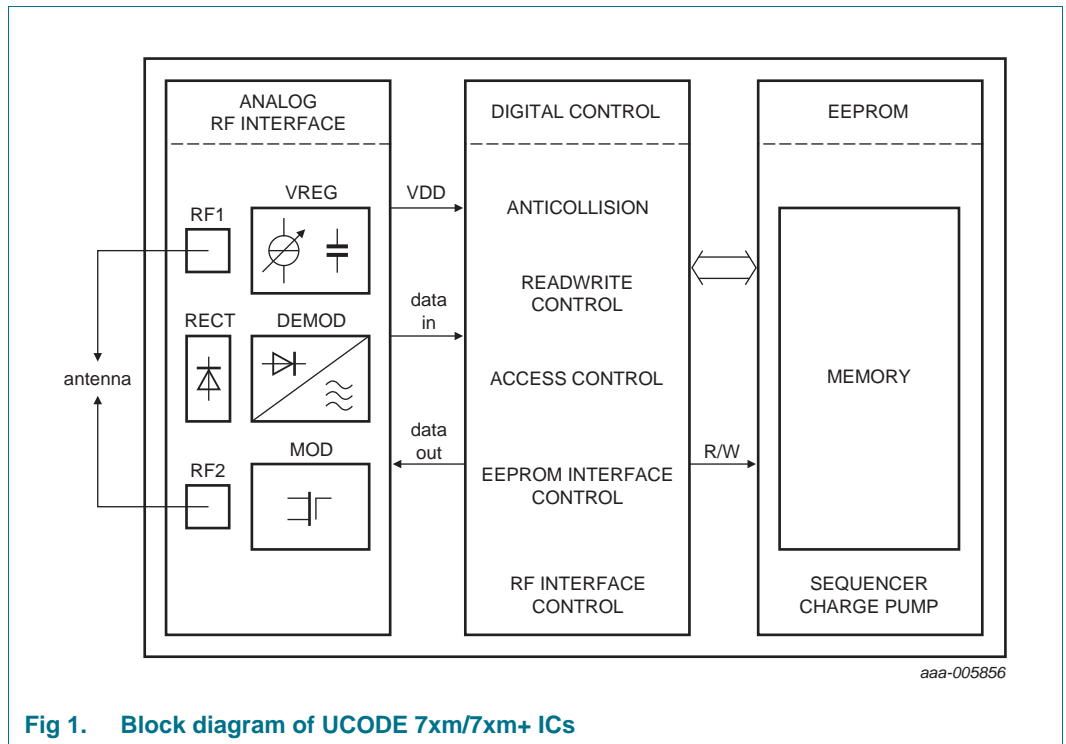 ANALOG
RF INTERFACE
DIGITAL CONTROL
EEPROM
VREG
VDD
RF1
ANTICOLLISION
READWRITE
CONTROL
data
in
RECT
DEMOD
antenna
ACCESS CONTROL
MEMORY
data
out
MOD
R/W
RF2
EEPROM INTERFACE
CONTROL
RF INTERFACE
CONTROL
SEQUENCER
CHARGE PUMP
aaa-005856
Fig 1. Block diagram of UCODE 7xm/7xm+ ICs